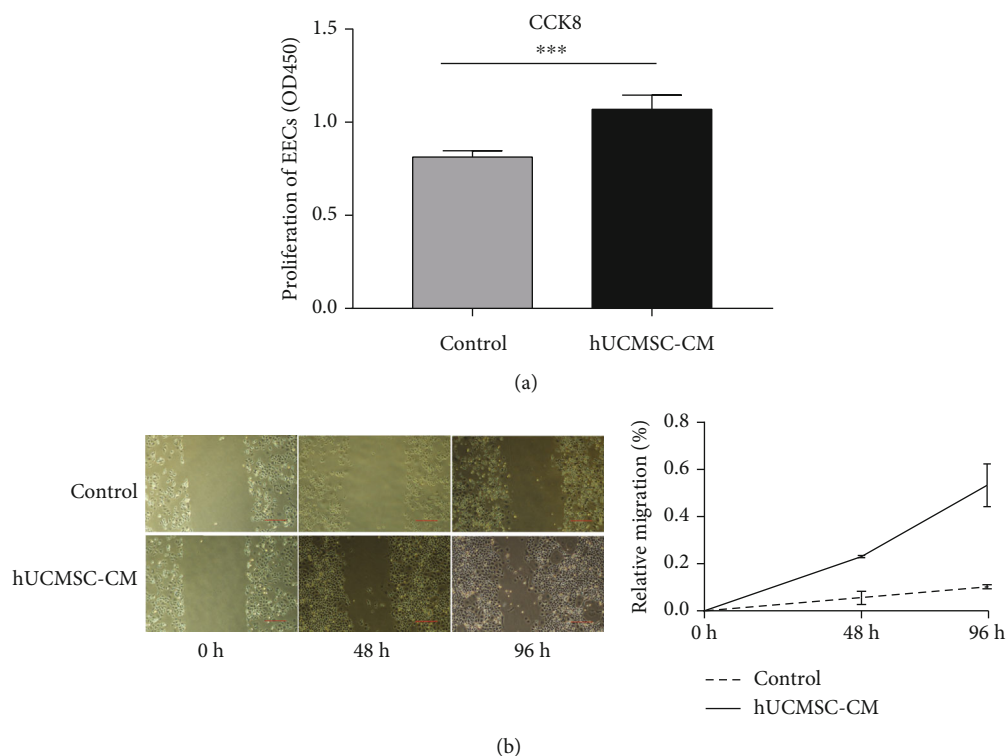 CCK8
***
Proliferation of EECs (OD450)
1.5
1.0
0.5
0.0
Control
hUCMSC-CM
(a)
Control
hUCMSC-CM
0 h
48 h
96 h
Relative migration (%)
0.8
0.6
0.4
0.2
0.0
0 h
48 h
96 h
Control
hUCMSC-CM
(b)